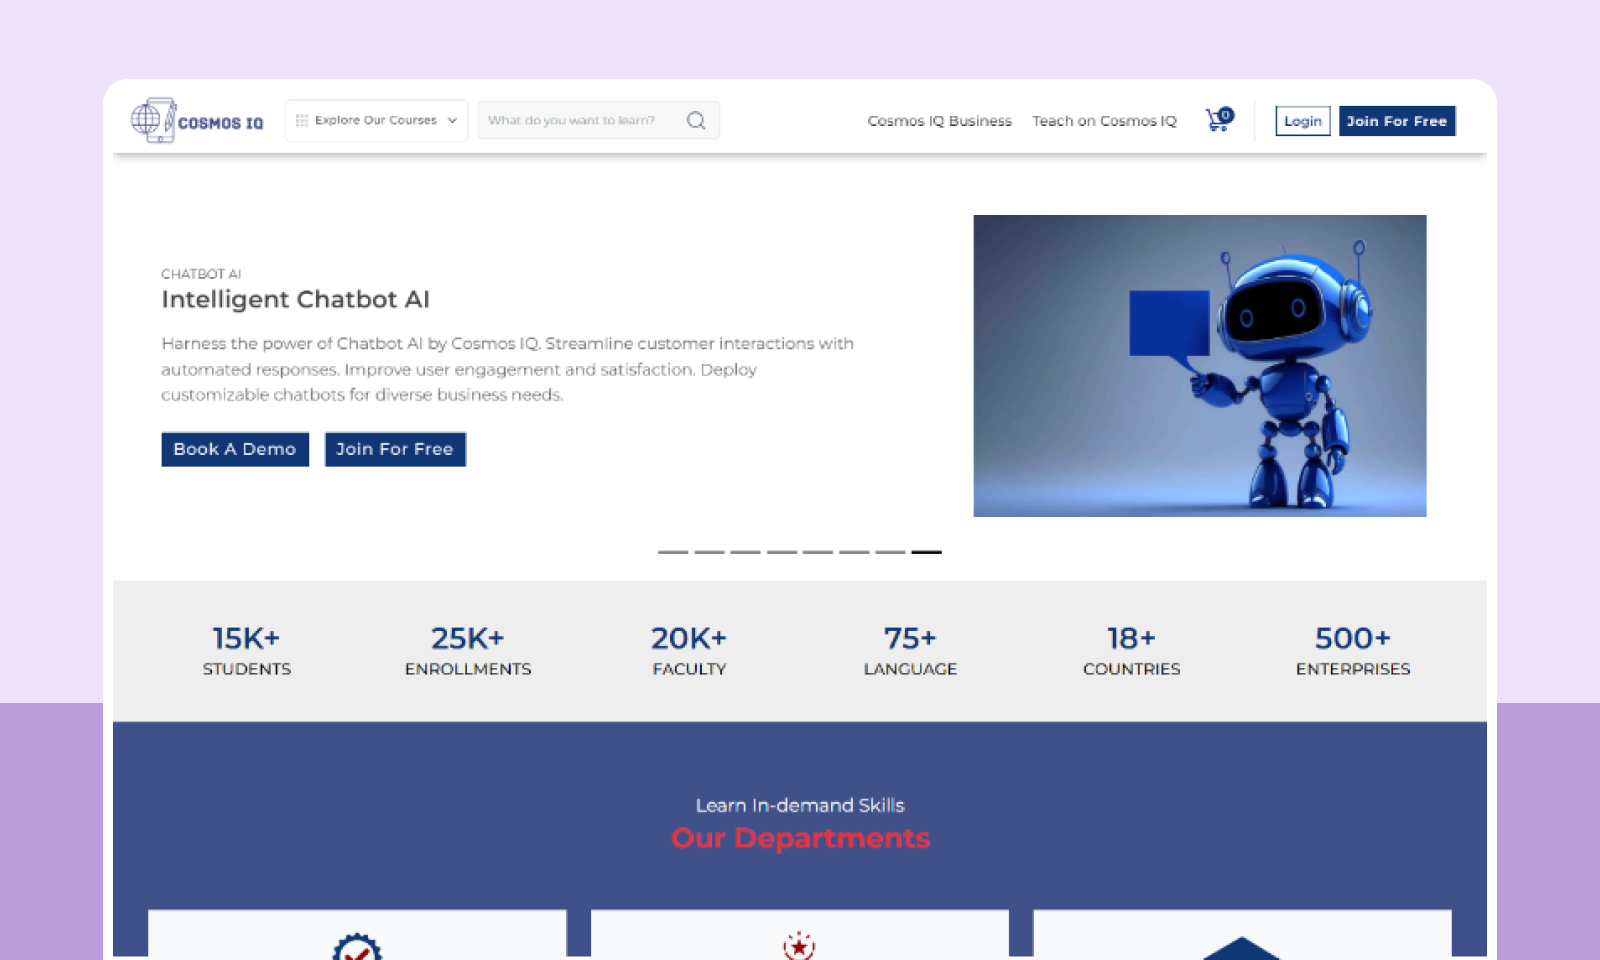 COSMOS IQ
Explore Our Courses
What do you want to learn?
Cosmos IQ Business
Teach on Cosmos IQ
0
Login
Join For Free
CHATBOT AI
Intelligent Chatbot AI
Harness the power of Chatbot AI by Cosmos IQ. Streamline customer interactions with
automated responses. Improve user engagement and satisfaction. Deploy
customizable chatbots for diverse business needs.
Book A Demo
Join For Free
15K+
STUDENTS
25K+
ENROLLMENTS
20K+
FACULTY
75+
LANGUAGE
18+
COUNTRIES
500+
ENTERPRISES
Learn In-demand Skills
Our Departments